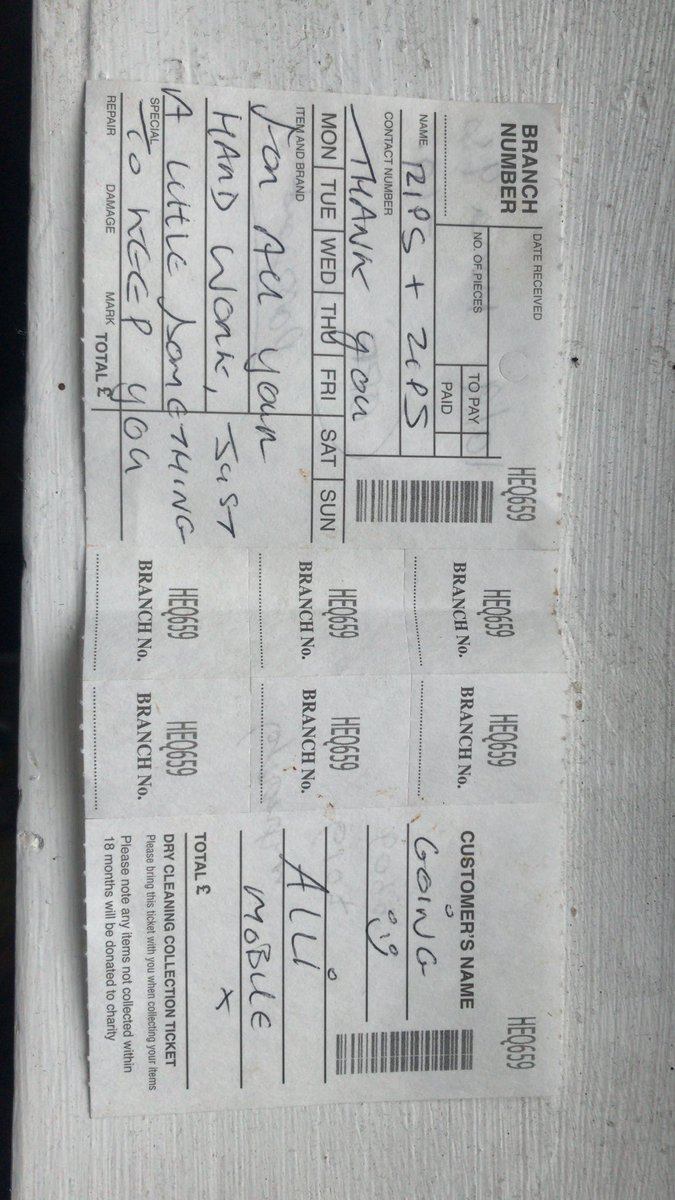 BRANCH NUMBER
DATE RECEIVED
HEQ659
NO. OF PIECES
TO PAY
PAID
NAME RIPS + ZIPS
CONTACT NUMBER
THANK you
MON TUE WED THU FRI SAT SUN
ITEM AND BRAND
for All your
HARD WORK, JUST
A little SOMETHING
SPECIAL
TO KEEP you
REPAIR DAMAGE MARK TOTAL £
HEQ659
BRANCH No.
HEQ659
BRANCH No.
HEQ659
BRANCH No.
HEQ659
BRANCH No.
HEQ659
BRANCH No.
HEQ659
BRANCH No.
HEQ659
CUSTOMER'S NAME
GOING
ALLi
MOBILE
x
TOTAL £
DRY CLEANING COLLECTION TICKET
Please bring this ticket with you when collecting your items
Please note any items not collected within
18 months will be donated to charity